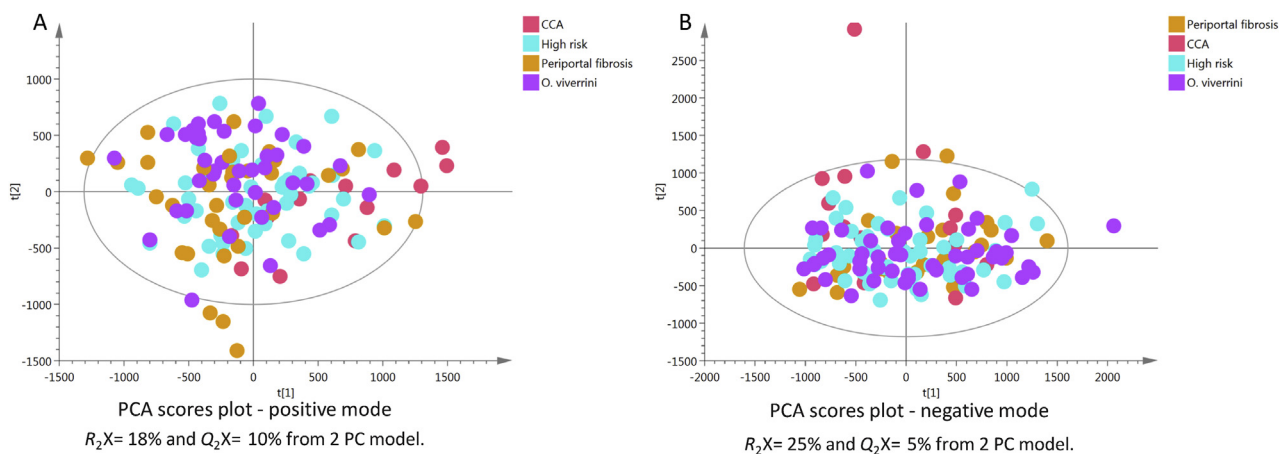 A
CCA
High risk
Periportal fibrosis
O. viverrini
t[2]
1000
500
0
-500
-1000
-1500
-1500
-1000
-500
0
500
1000
1500
t[1]
PCA scores plot - positive mode
R₂X= 18% and Q₂X= 10% from 2 PC model.
B
Periportal fibrosis
CCA
High risk
O. viverrini
t[2]
2500
2000
1500
1000
500
0
-500
-1000
-1500
-2000
-1500
-1000
-500
0
500
1000
1500
2000
t[1]
PCA scores plot - negative mode
R₂X= 25% and Q₂X= 5% from 2 PC model.